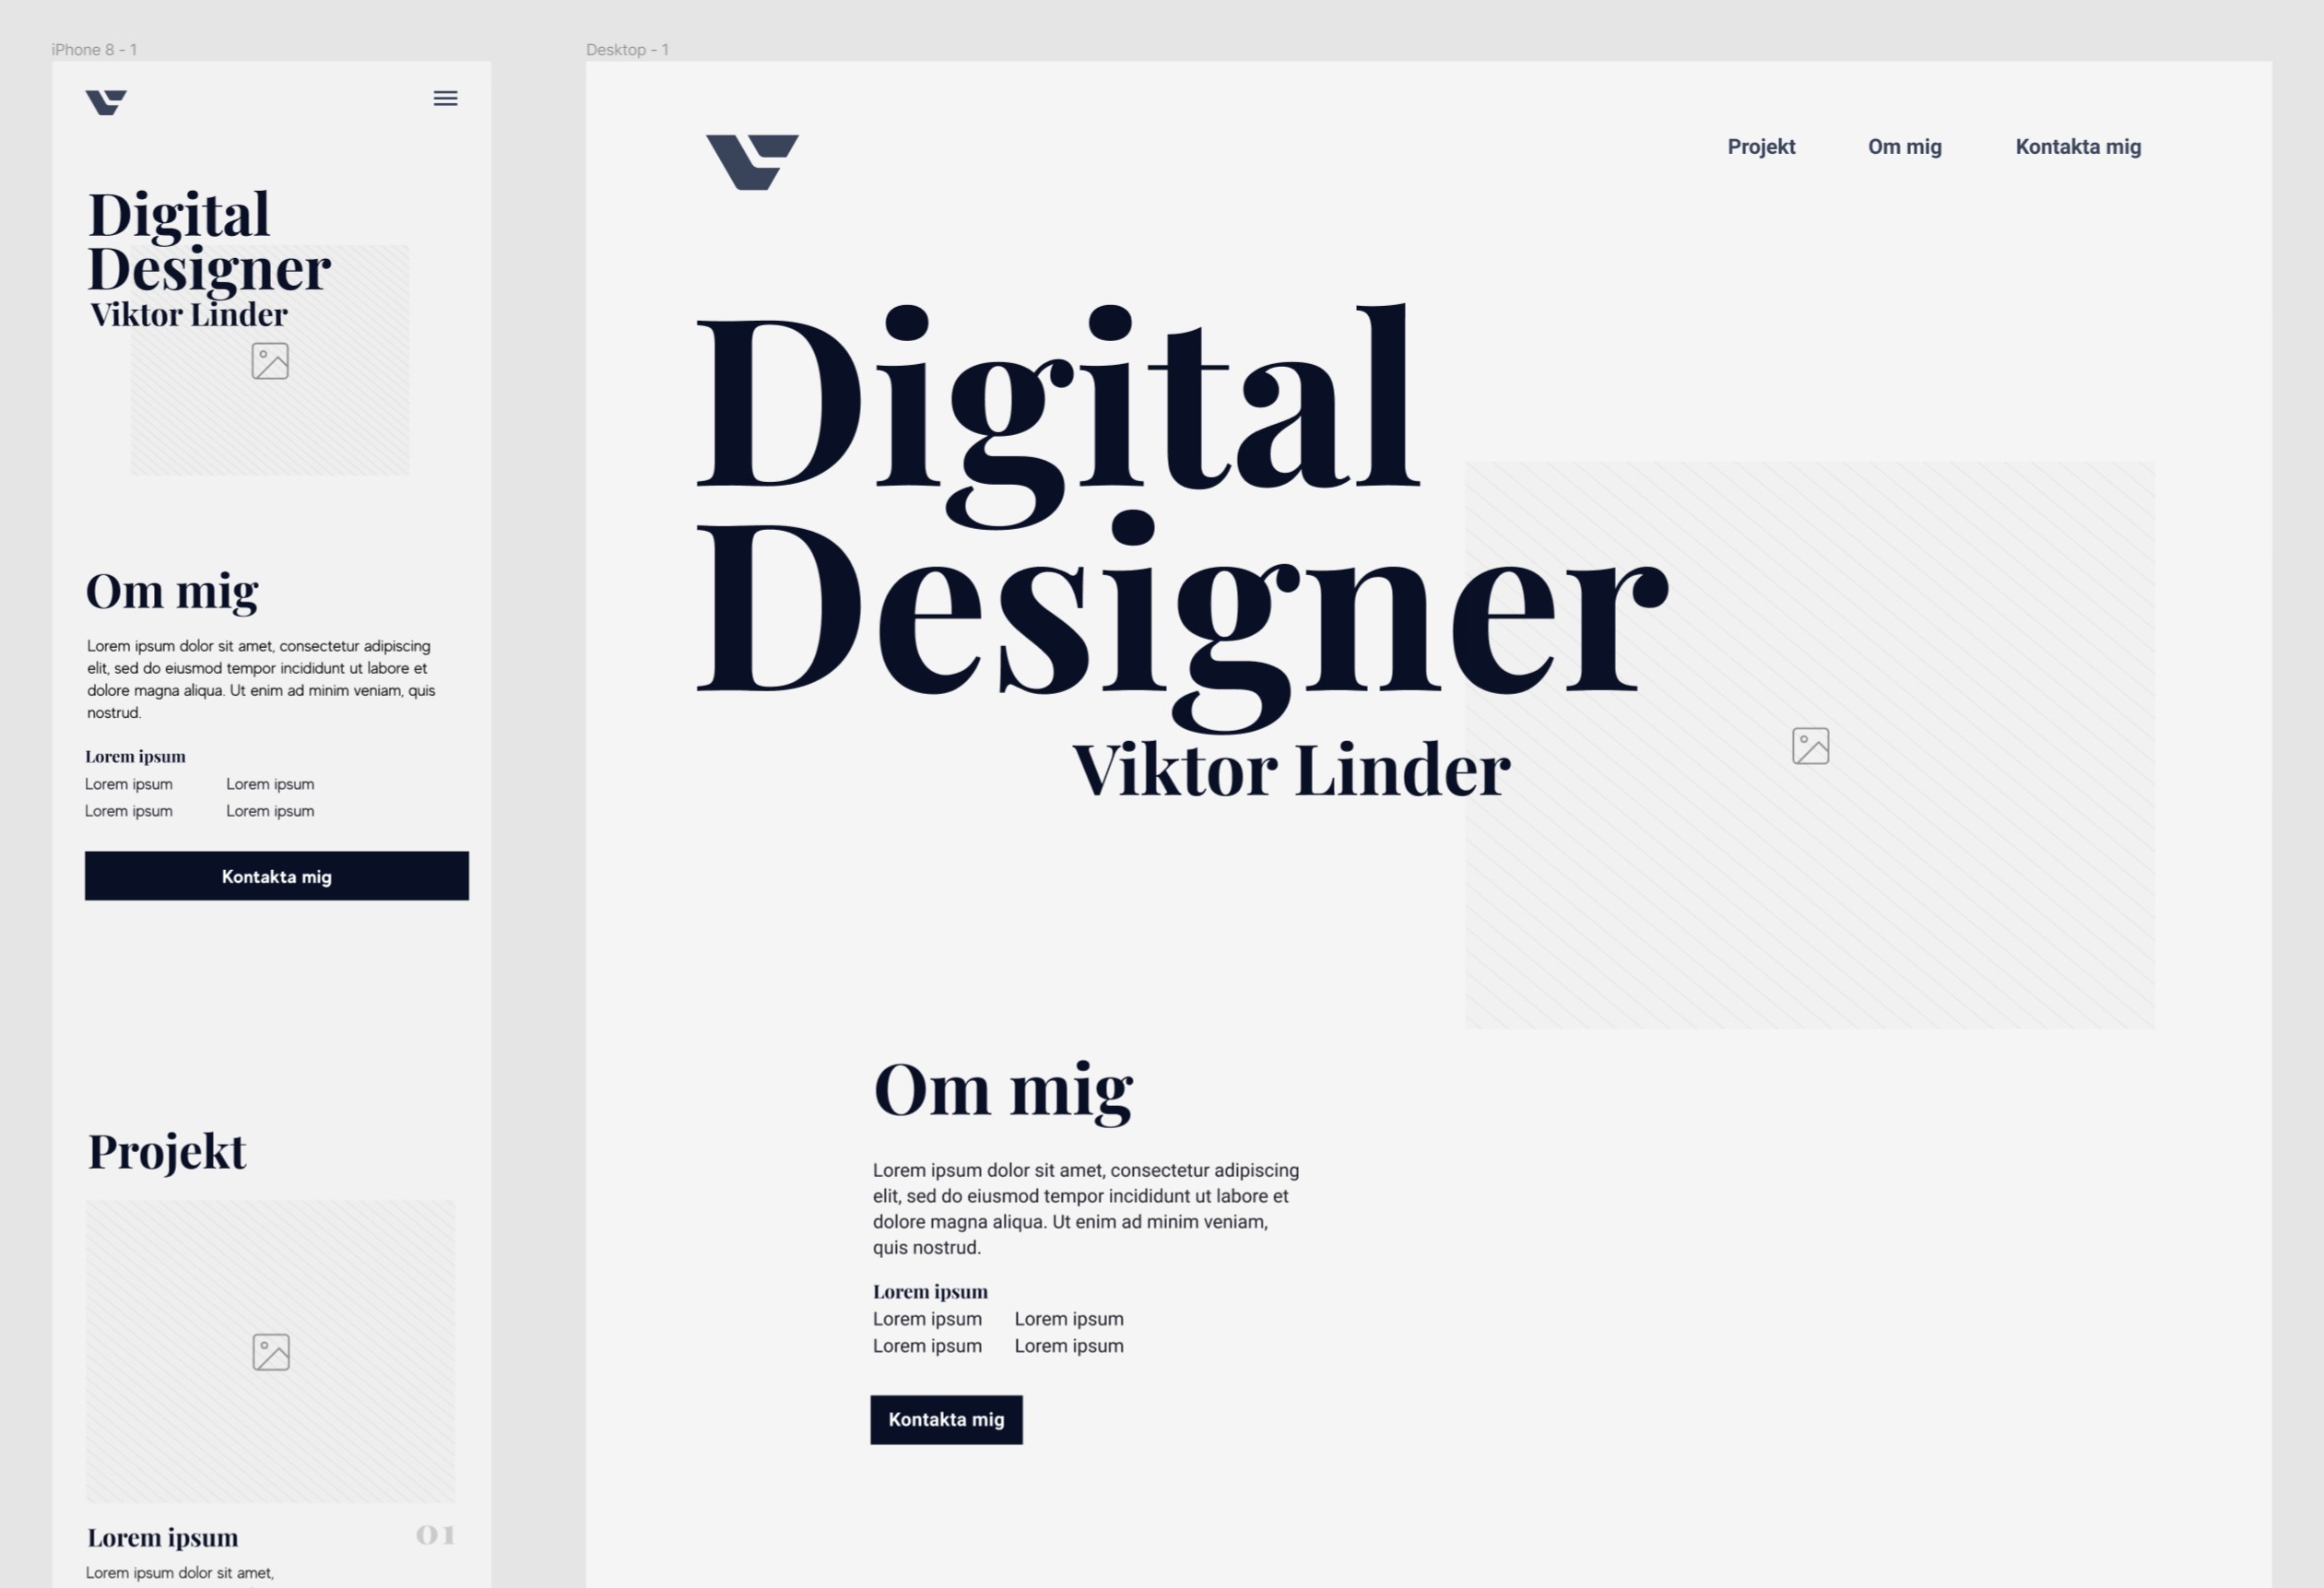 iPhone 8 - 1
Digital
Designer
Viktor Linder
Om mig
Lorem ipsum dolor sit amet, consectetur adipiscing
elit, sed do eiusmod tempor incididunt ut labore et
dolore magna aliqua. Ut enim ad minim veniam, quis
nostrud.
Lorem ipsum
Lorem ipsum Lorem ipsum
Lorem ipsum Lorem ipsum
Kontakta mig
Projekt
Lorem ipsum 01
Lorem ipsum dolor sit amet,
Desktop - 1
Projekt Om mig Kontakta mig
Digital
Designer
Viktor Linder
Om mig
Lorem ipsum dolor sit amet, consectetur adipiscing
elit, sed do eiusmod tempor incididunt ut labore et
dolore magna aliqua. Ut enim ad minim veniam,
quis nostrud.
Lorem ipsum
Lorem ipsum Lorem ipsum
Lorem ipsum Lorem ipsum
Kontakta mig